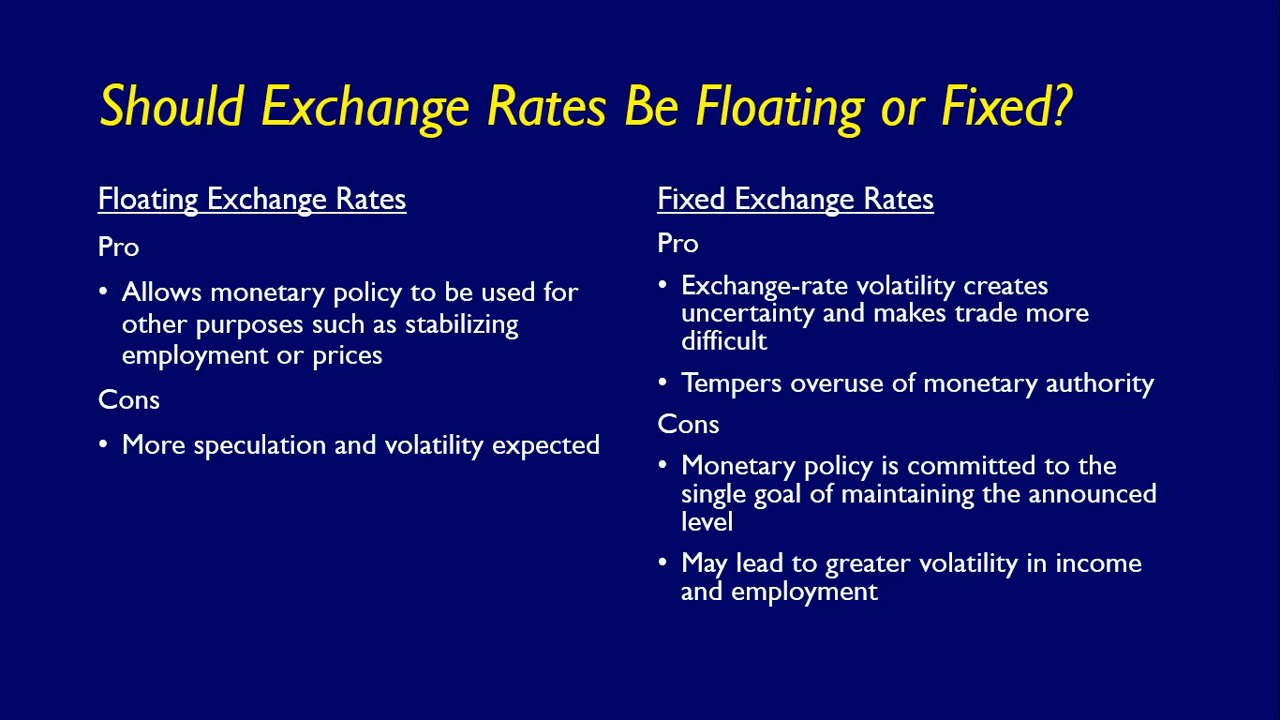 Should Exchange Rates Be Floating or Fixed?
Floating Exchange Rates
Pro
• Allows monetary policy to be used for
other purposes such as stabilizing
employment or prices
Cons
• More speculation and volatility expected
Fixed Exchange Rates
Pro
• Exchange-rate volatility creates
uncertainty and makes trade more
difficult
• Tempers overuse of monetary authority
Cons
• Monetary policy is committed to the
single goal of maintaining the announced
level
• May lead to greater volatility in income
and employment